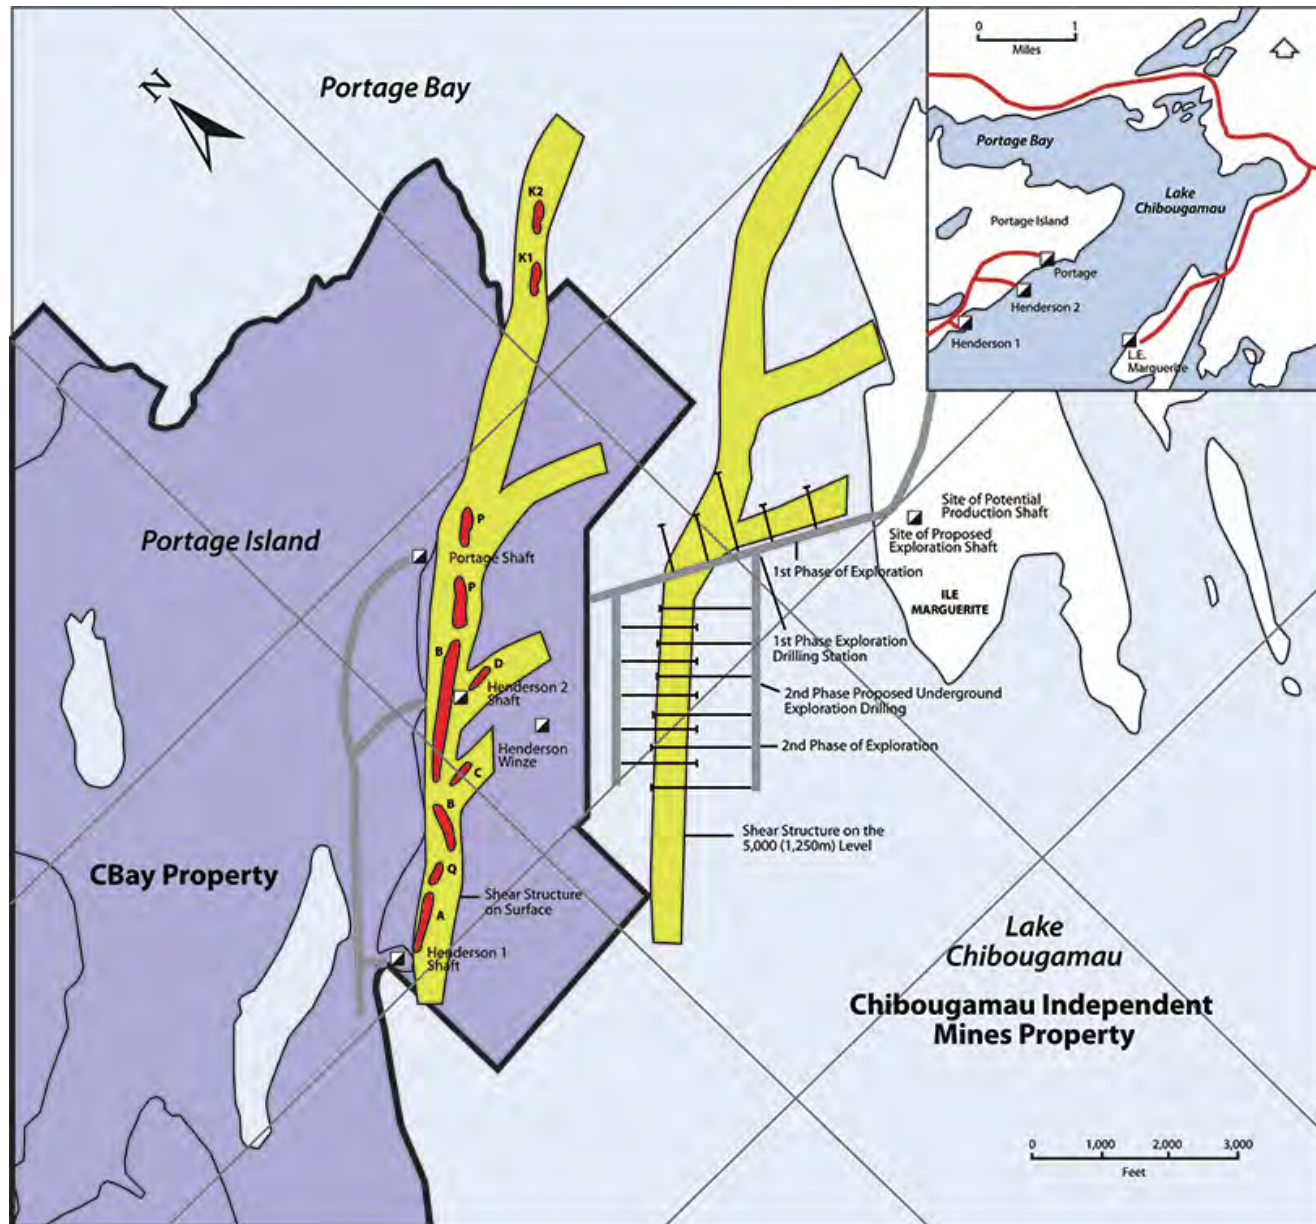 N
Portage Bay
K2
K1
Portage Island
P
Portage Shaft
P
B
D
Henderson 2
Shaft
Henderson
Winze
C
B
Q
A
CBay Property
Shear Structure
on Surface
Henderson 1
Shaft
0
1
Miles
Portage Bay
Lake
Chibougamau
Portage Island
Portage
Henderson 2
Henderson 1
L.E.
Marguerite
Site of Potential
Production Shaft
Site of Proposed
Exploration Shaft
1st Phase of Exploration
ILE
MARGUERITE
1st Phase Exploration
Drilling Station
2nd Phase Proposed Underground
Exploration Drilling
2nd Phase of Exploration
Shear Structure on the
5,000 (1,250m) Level
Lake
Chibougamau
Chibougamau Independent
Mines Property
0 1,000 2,000 3,000
Feet